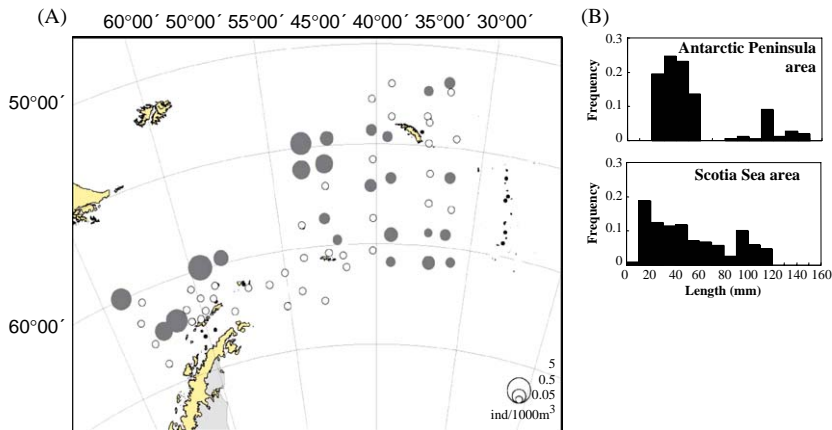 (A)
60°00´ 50°00´ 55°00´ 45°00´ 40°00´ 35°00´ 30°00´
50°00´
60°00´
5
0.5
0.05
ind/1000m3
(B)
0.3
0.2
0.1
0
Frequency
Antarctic Peninsula
area
0.3
0.2
0.1
0
Frequency
Scotia Sea area
0 20 40 60 80 100 120 140 160
Length (mm)